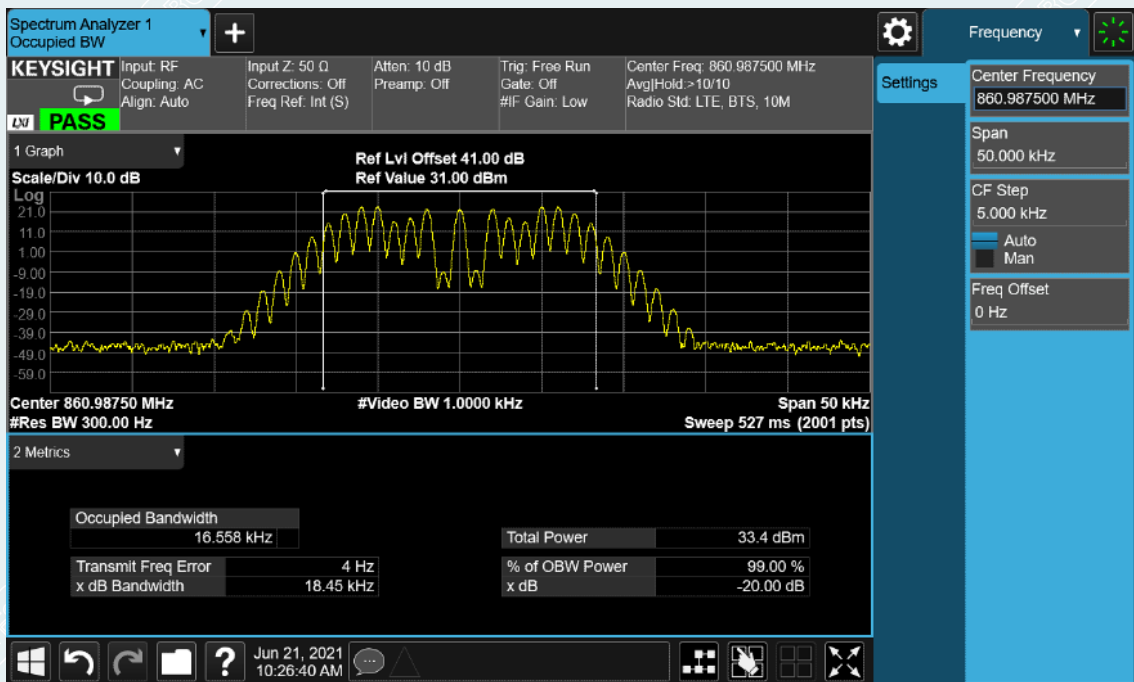 Spectrum Analyzer 1
Occupied BW
+
Frequency
KEYSIGHT
Input: RF
Coupling: AC
Align: Auto
Input Z: 50 Ω
Corrections: Off
Freq Ref: Int (S)
Atten: 10 dB
Preamp: Off
Trig: Free Run
Gate: Off
#IF Gain: Low
Center Freq: 860.987500 MHz
Avg|Hold:>10/10
Radio Std: LTE, BTS, 10M
LXI
PASS
Settings
Center Frequency
860.987500 MHz
Span
50.000 kHz
CF Step
5.000 kHz
Auto
Man
Freq Offset
0 Hz
1 Graph
Scale/Div 10.0 dB
Ref Lvl Offset 41.00 dB
Ref Value 31.00 dBm
Log
21.0
11.0
1.00
-9.00
-19.0
-29.0
-39.0
-49.0
-59.0
Center 860.98750 MHz
#Video BW 1.0000 kHz
Span 50 kHz
#Res BW 300.00 Hz
Sweep 527 ms (2001 pts)
2 Metrics
Occupied Bandwidth
16.558 kHz
Total Power 33.4 dBm
Transmit Freq Error 4 Hz
% of OBW Power 99.00 %
x dB Bandwidth 18.45 kHz
x dB -20.00 dB
?
Jun 21, 2021
10:26:40 AM